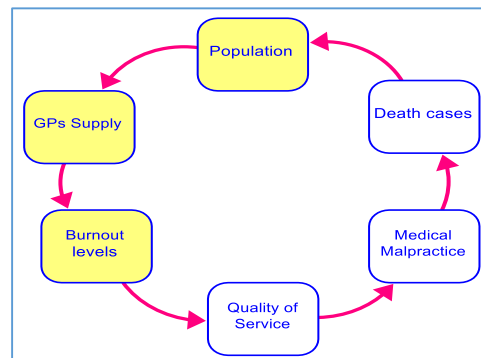 Population
GPs Supply
Death cases
Burnout
levels
Medical
Malpractice
Quality of
Service